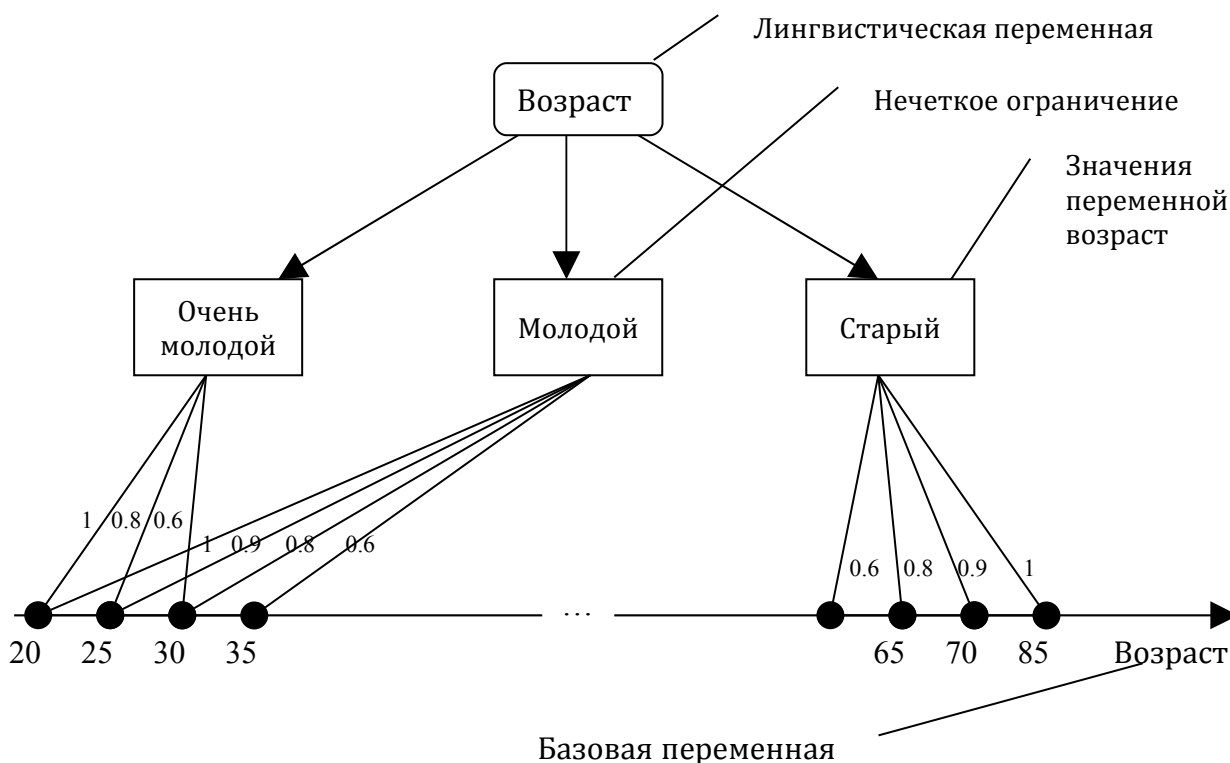 Лингвистическая переменная
Возраст
Нечеткое ограничение
Значения
переменной
возраст
Очень
молодой
Молодой
Старый
1 0.8 0.6
1 0.9 0.8 0.6
0.6 0.8 0.9 1
...
20 25 30 35
65 70 85 Возраст
Базовая переменная